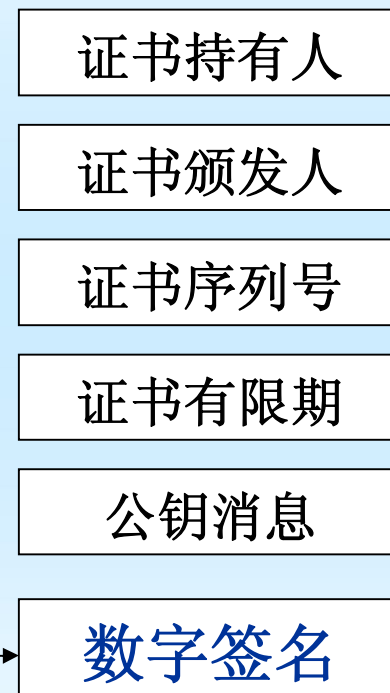 证书持有人
证书颁发人
证书序列号
证书有限期
公钥消息
数字签名